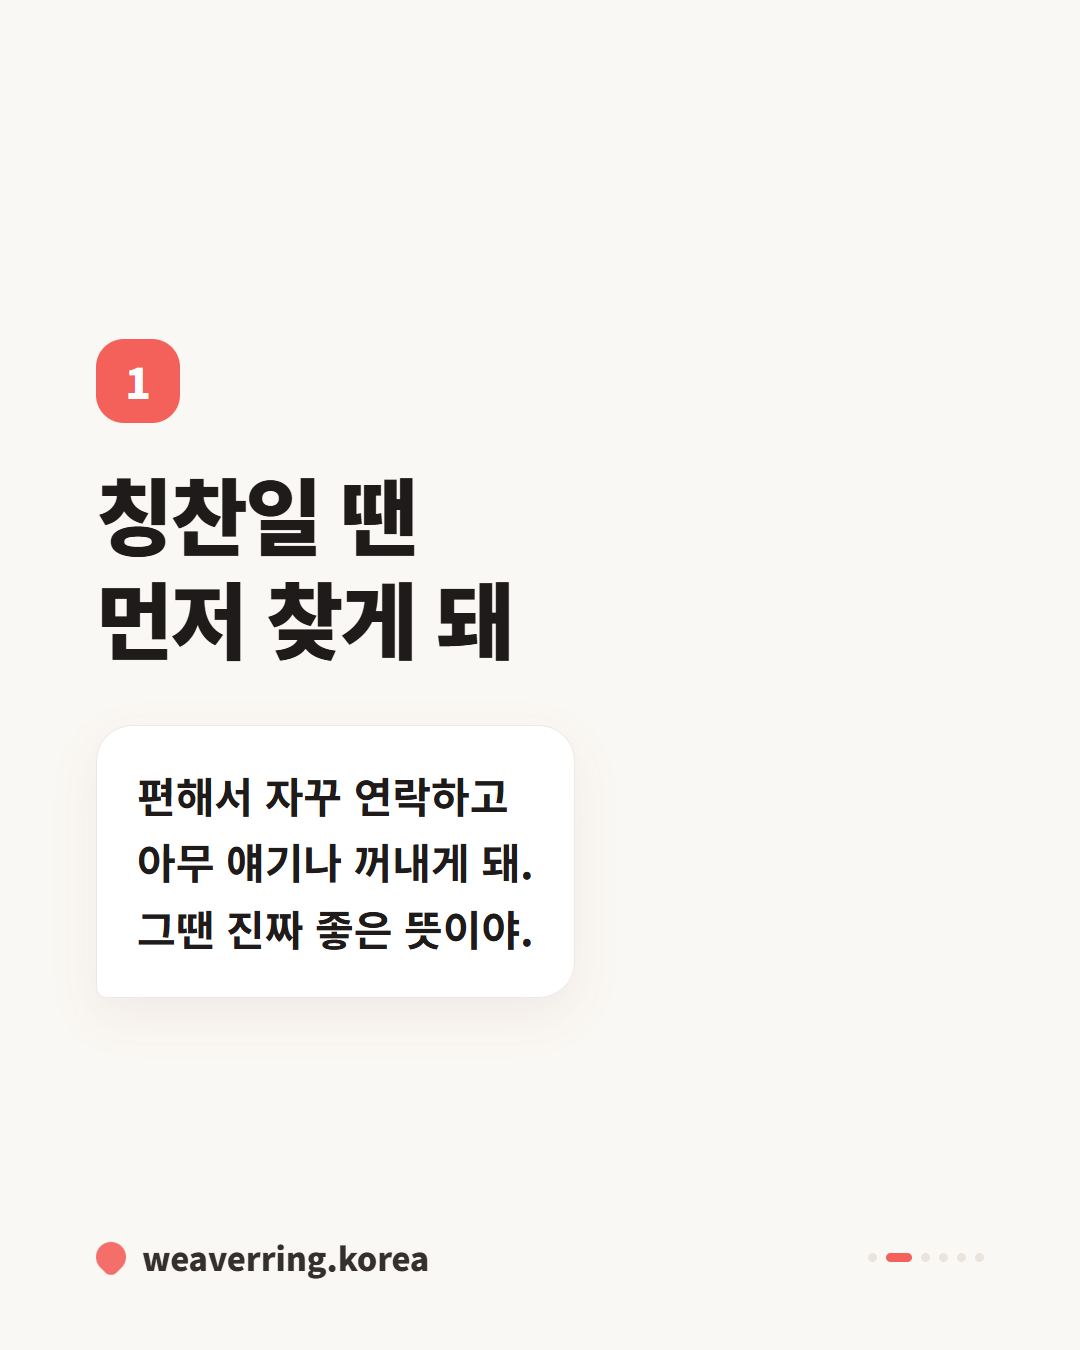 1
칭찬일 땐
먼저 찾게 돼
편해서 자꾸 연락하고
아무 얘기나 꺼내게 돼.
그땐 진짜 좋은 뜻이야.
weaverring.korea